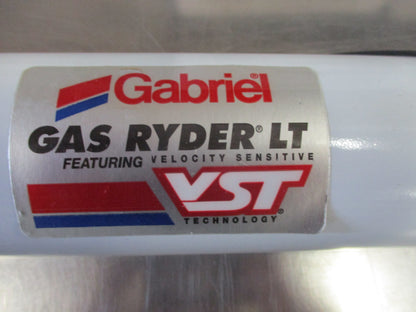 Gabriel®
GAS RYDER® LT
FEATURING VELOCITY SENSITIVE
VST®
TECHNOLOGY